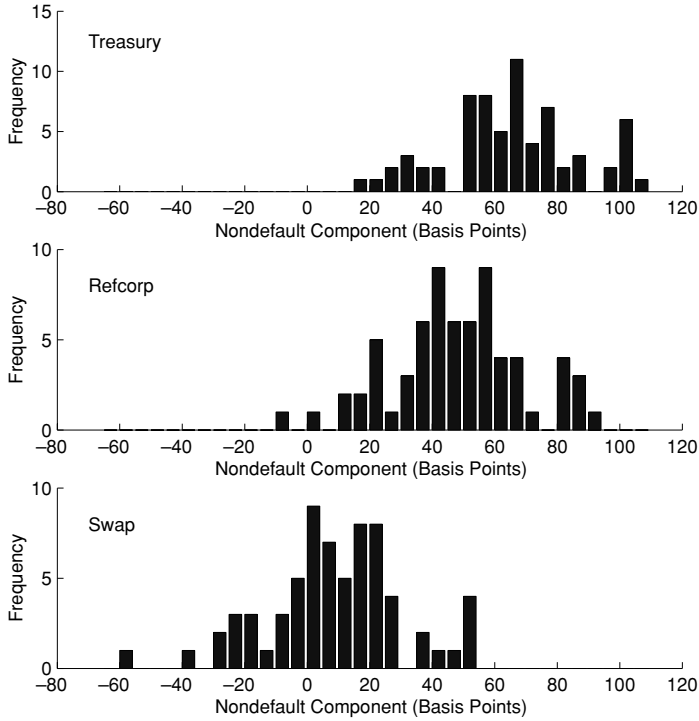 15
Treasury
10
Frequency
5
0
−80 −60 −40 −20 0 20 40 60 80 100 120
Nondefault Component (Basis Points)
10
Refcorp
Frequency
5
0
−80 −60 −40 −20 0 20 40 60 80 100 120
Nondefault Component (Basis Points)
10
Swap
Frequency
5
0
−80 −60 −40 −20 0 20 40 60 80 100 120
Nondefault Component (Basis Points)